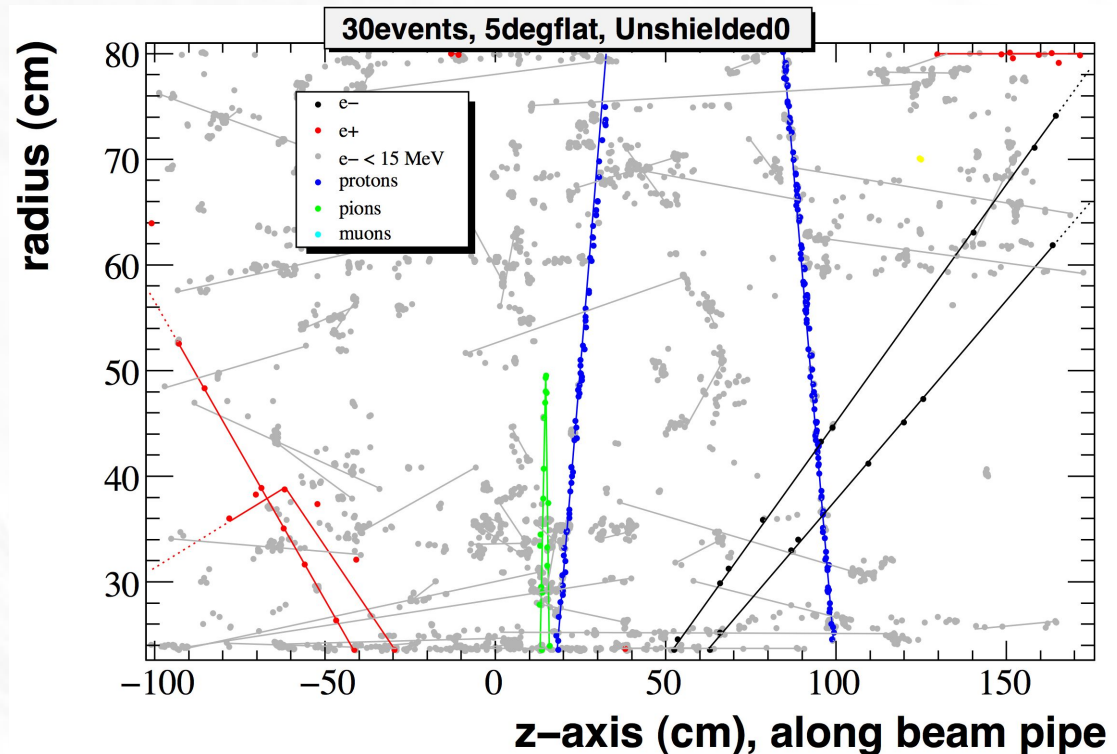 30events, 5degflat, Unshielded0
radius (cm)
80
70
60
50
40
30
e−
e+
e− < 15 MeV
protons
pions
muons
−100
−50
0
50
100
150
z−axis (cm), along beam pipe